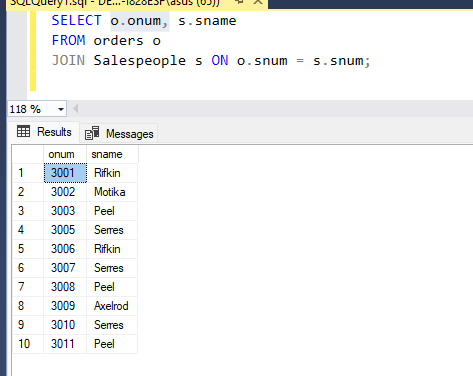 SQLQuery1.sql - DE...-I828ESP\asus (65))*
SELECT o.onum, s.sname
FROM orders o
JOIN Salespeople s ON o.snum = s.snum;
118 %
Results Messages
onum sname
1 3001 Rifkin
2 3002 Motika
3 3003 Peel
4 3005 Serres
5 3006 Rifkin
6 3007 Serres
7 3008 Peel
8 3009 Axelrod
9 3010 Serres
10 3011 Peel